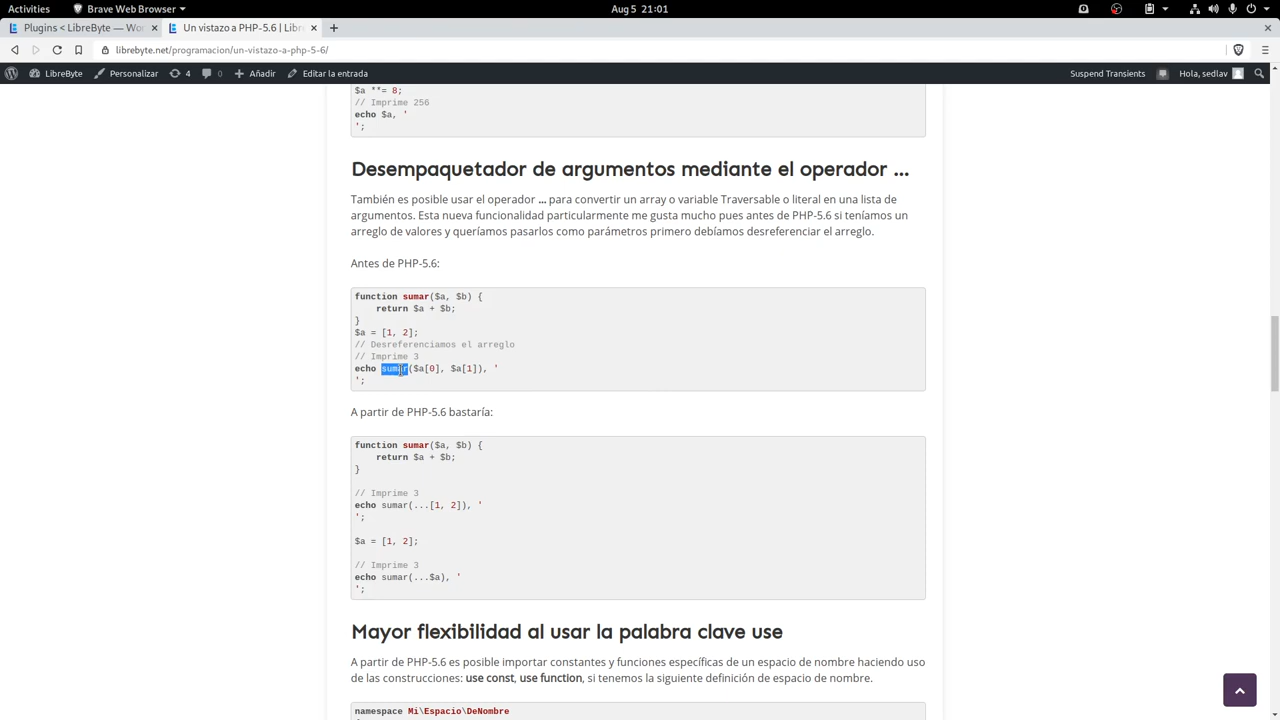 Activities
Brave Web Browser
Aug 5 21:01
Plugins < LibreByte — Wo
Un vistazo a PHP-5.6 | Libr
librebyte.net/programacion/un-vistazo-a-php-5-6/
LibreByte
Personalizar
4
0
Añadir
Editar la entrada
Suspend Transients
Hola, sedlav
$a **= 8;
// Imprime 256
echo $a, '
';
Desempaquetador de argumentos mediante el operador ...
También es posible usar el operador ... para convertir un array o variable Traversable o literal en una lista de
argumentos. Esta nueva funcionalidad particularmente me gusta mucho pues antes de PHP-5.6 si teníamos un
arreglo de valores y queríamos pasarlos como parámetros primero debíamos desreferenciar el arreglo.
Antes de PHP-5.6:
function sumar($a, $b) {
    return $a + $b;
}
$a = [1, 2];
// Desreferenciamos el arreglo
// Imprime 3
echo sumar($a[0], $a[1]), '
';
A partir de PHP-5.6 bastaría:
function sumar($a, $b) {
    return $a + $b;
}
// Imprime 3
echo sumar(...[1, 2]), '
';
$a = [1, 2];
// Imprime 3
echo sumar(...$a), '
';
Mayor flexibilidad al usar la palabra clave use
A partir de PHP-5.6 es posible importar constantes y funciones específicas de un espacio de nombre haciendo uso
de las construcciones: use const, use function, si tenemos la siguiente definición de espacio de nombre.
namespace Mi\Espacio\DeNombre